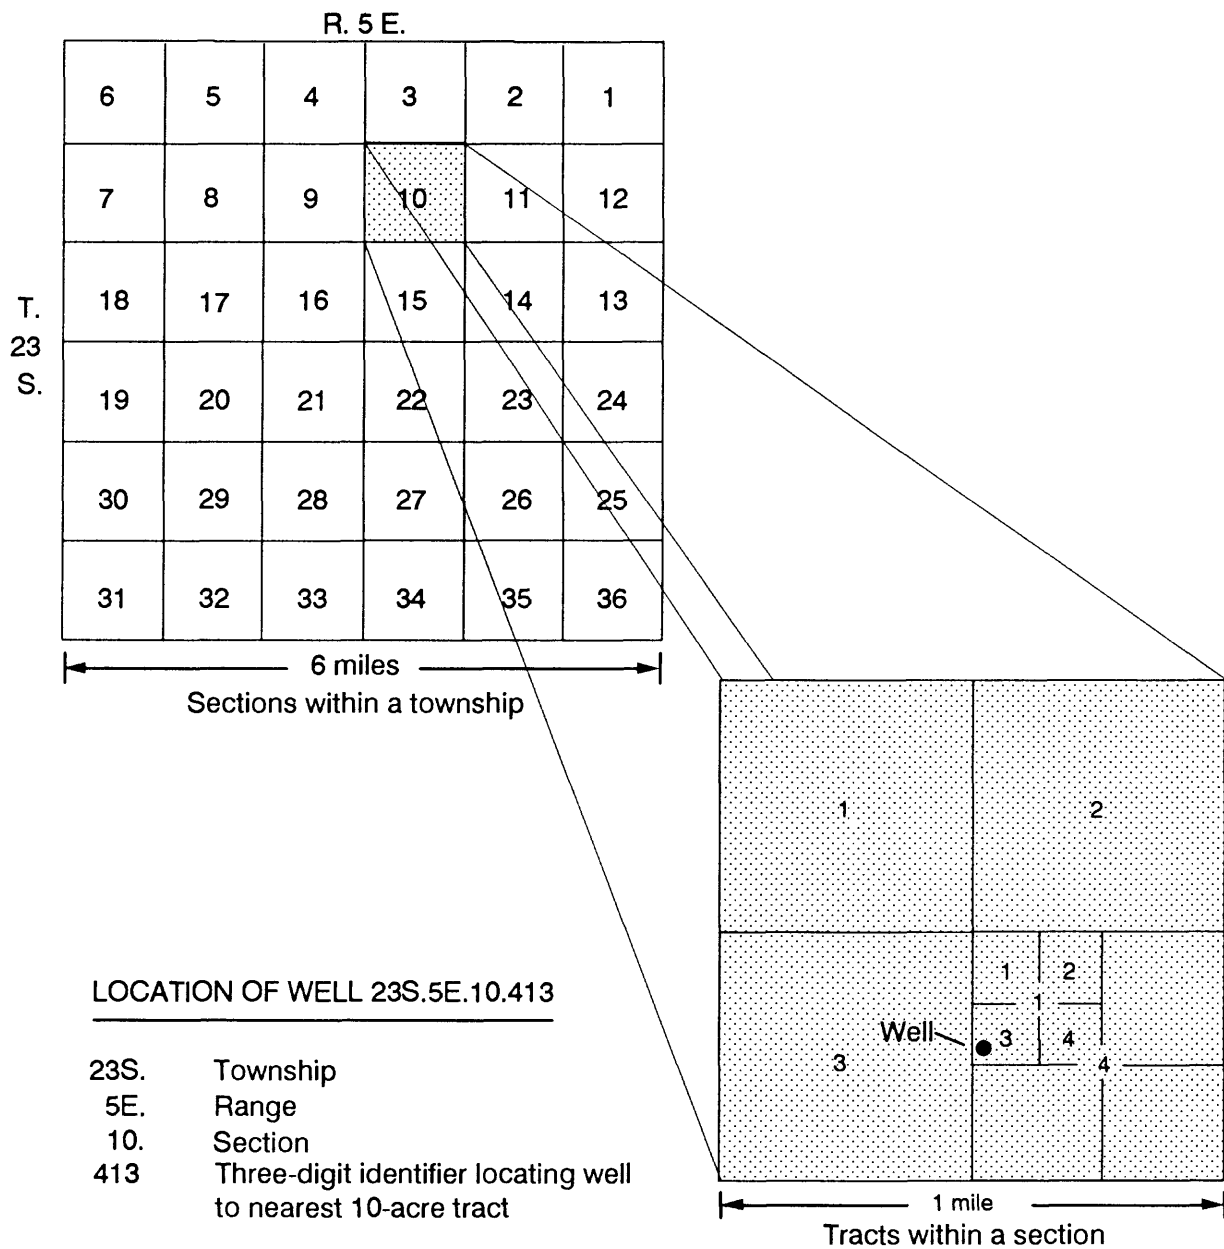 R. 5 E.
6 5 4 3 2 1
7 8 9 10 11 12
18 17 16 15 14 13
T.
23
S.
19 20 21 22 23 24
30 29 28 27 26 25
31 32 33 34 35 36
6 miles
Sections within a township
1 2
1 2
1
Well 3 4
3 4
LOCATION OF WELL 23S.5E.10.413
23S. Township
5E. Range
10. Section
413 Three-digit identifier locating well
to nearest 10-acre tract
1 mile
Tracts within a section